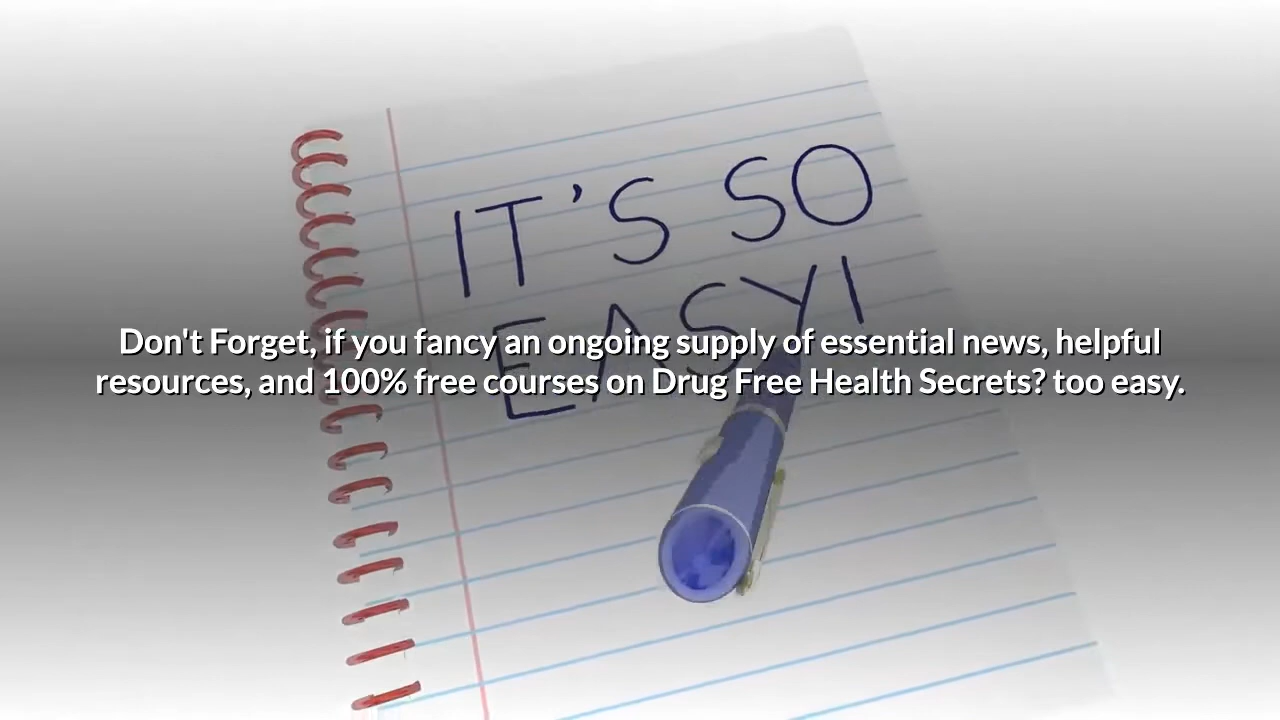 IT'S SO
EASY!
Don't Forget, if you fancy an ongoing supply of essential news, helpful
resources, and 100% free courses on Drug Free Health Secrets? too easy.